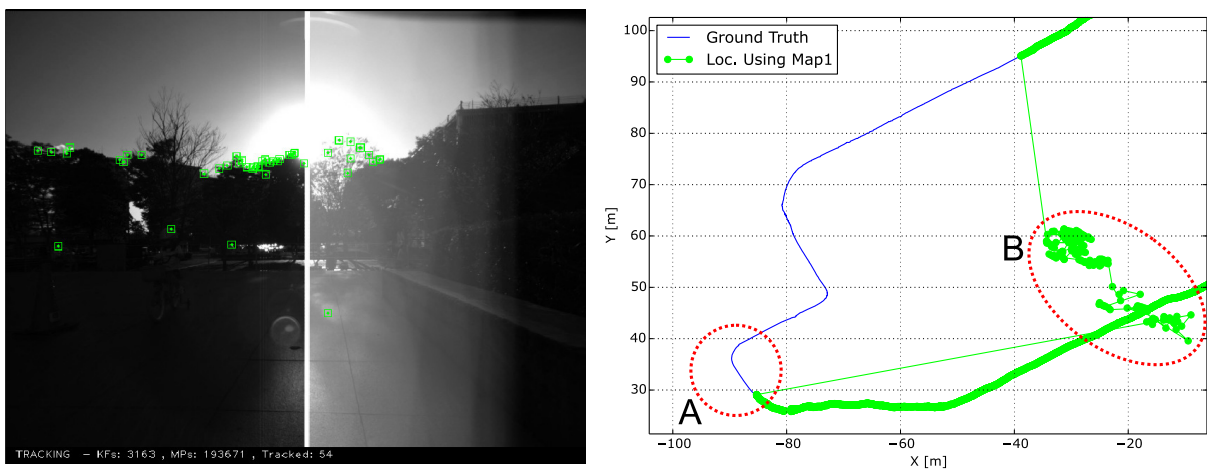 TRACKING - KFs: 3163 , MPs: 193671 , Tracked: 54
Ground Truth
Loc. Using Map1
100
90
80
70
60
50
40
30
Y [m]
A
B
−100
−80
−60
−40
−20
X [m]